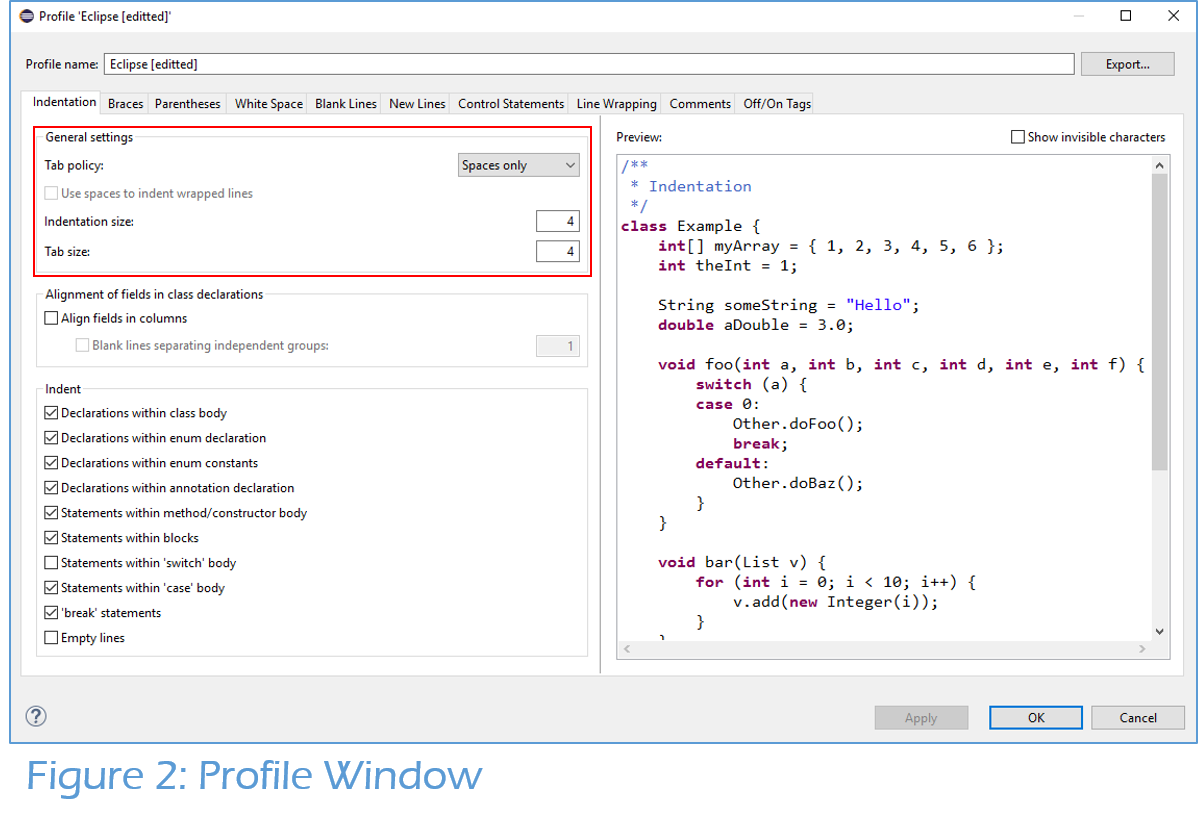 Profile 'Eclipse [editted]'
Profile name: Eclipse [editted] Export...
Indentation Braces Parentheses White Space Blank Lines New Lines Control Statements Line Wrapping Comments Off/On Tags
General settings
Tab policy: Spaces only
Use spaces to indent wrapped lines
Indentation size: 4
Tab size: 4
Alignment of fields in class declarations
Align fields in columns
Blank lines separating independent groups: 1
Indent
Declarations within class body
Declarations within enum declaration
Declarations within enum constants
Declarations within annotation declaration
Statements within method/constructor body
Statements within blocks
Statements within 'switch' body
Statements within 'case' body
'break' statements
Empty lines
Preview: Show invisible characters
/**
 * Indentation
 */
class Example {
    int[] myArray = { 1, 2, 3, 4, 5, 6 };
    int theInt = 1;
    String someString = "Hello";
    double aDouble = 3.0;
    void foo(int a, int b, int c, int d, int e, int f) {
        switch (a) {
        case 0:
            Other.doFoo();
            break;
        default:
            Other.doBaz();
        }
    }
    void bar(List v) {
        for (int i = 0; i < 10; i++) {
            v.add(new Integer(i));
        }
    }
? Apply OK Cancel
Figure 2: Profile Window